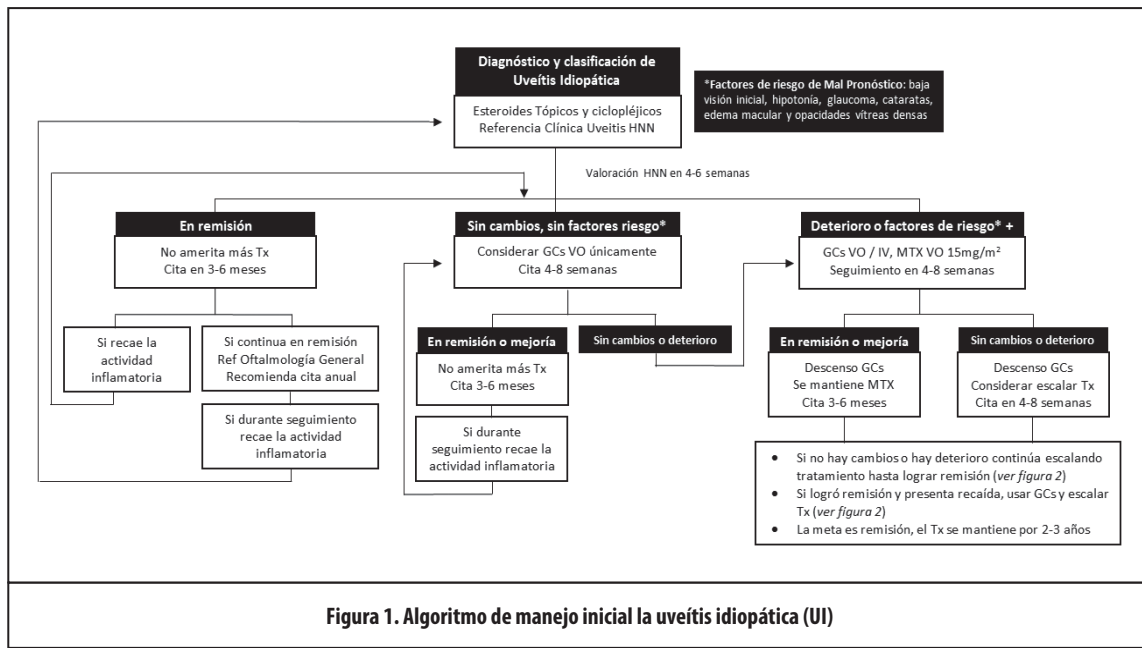 Diagnóstico y clasificación de
Uveítis Idiopática
Esteroides Tópicos y ciclopléjicos
Referencia Clínica Uveitis HNN
*Factores de riesgo de Mal Pronóstico: baja
visión inicial, hipotonía, glaucoma, cataratas,
edema macular y opacidades vítreas densas
Valoración HNN en 4-6 semanas
En remisión
No amerita más Tx
Cita en 3-6 meses
Si recae la
actividad
inflamatoria
Si continua en remisión
Ref Oftalmología General
Recomienda cita anual
Si durante seguimiento
recae la actividad
inflamatoria
Sin cambios, sin factores riesgo*
Considerar GCs VO únicamente
Cita 4-8 semanas
En remisión o mejoría
No amerita más Tx
Cita 3-6 meses
Si durante
seguimiento recae la
actividad inflamatoria
Sin cambios o deterioro
Deterioro o factores de riesgo* +
GCs VO / IV, MTX VO 15mg/m²
Seguimiento en 4-8 semanas
En remisión o mejoría
Descenso GCs
Se mantiene MTX
Cita 3-6 meses
Sin cambios o deterioro
Descenso GCs
Considerar escalar Tx
Cita en 4-8 semanas
• Si no hay cambios o hay deterioro continúa escalando
tratamiento hasta lograr remisión (ver figura 2)
• Si logró remisión y presenta recaída, usar GCs y escalar
Tx (ver figura 2)
• La meta es remisión, el Tx se mantiene por 2-3 años
Figura 1. Algoritmo de manejo inicial la uveítis idiopática (UI)